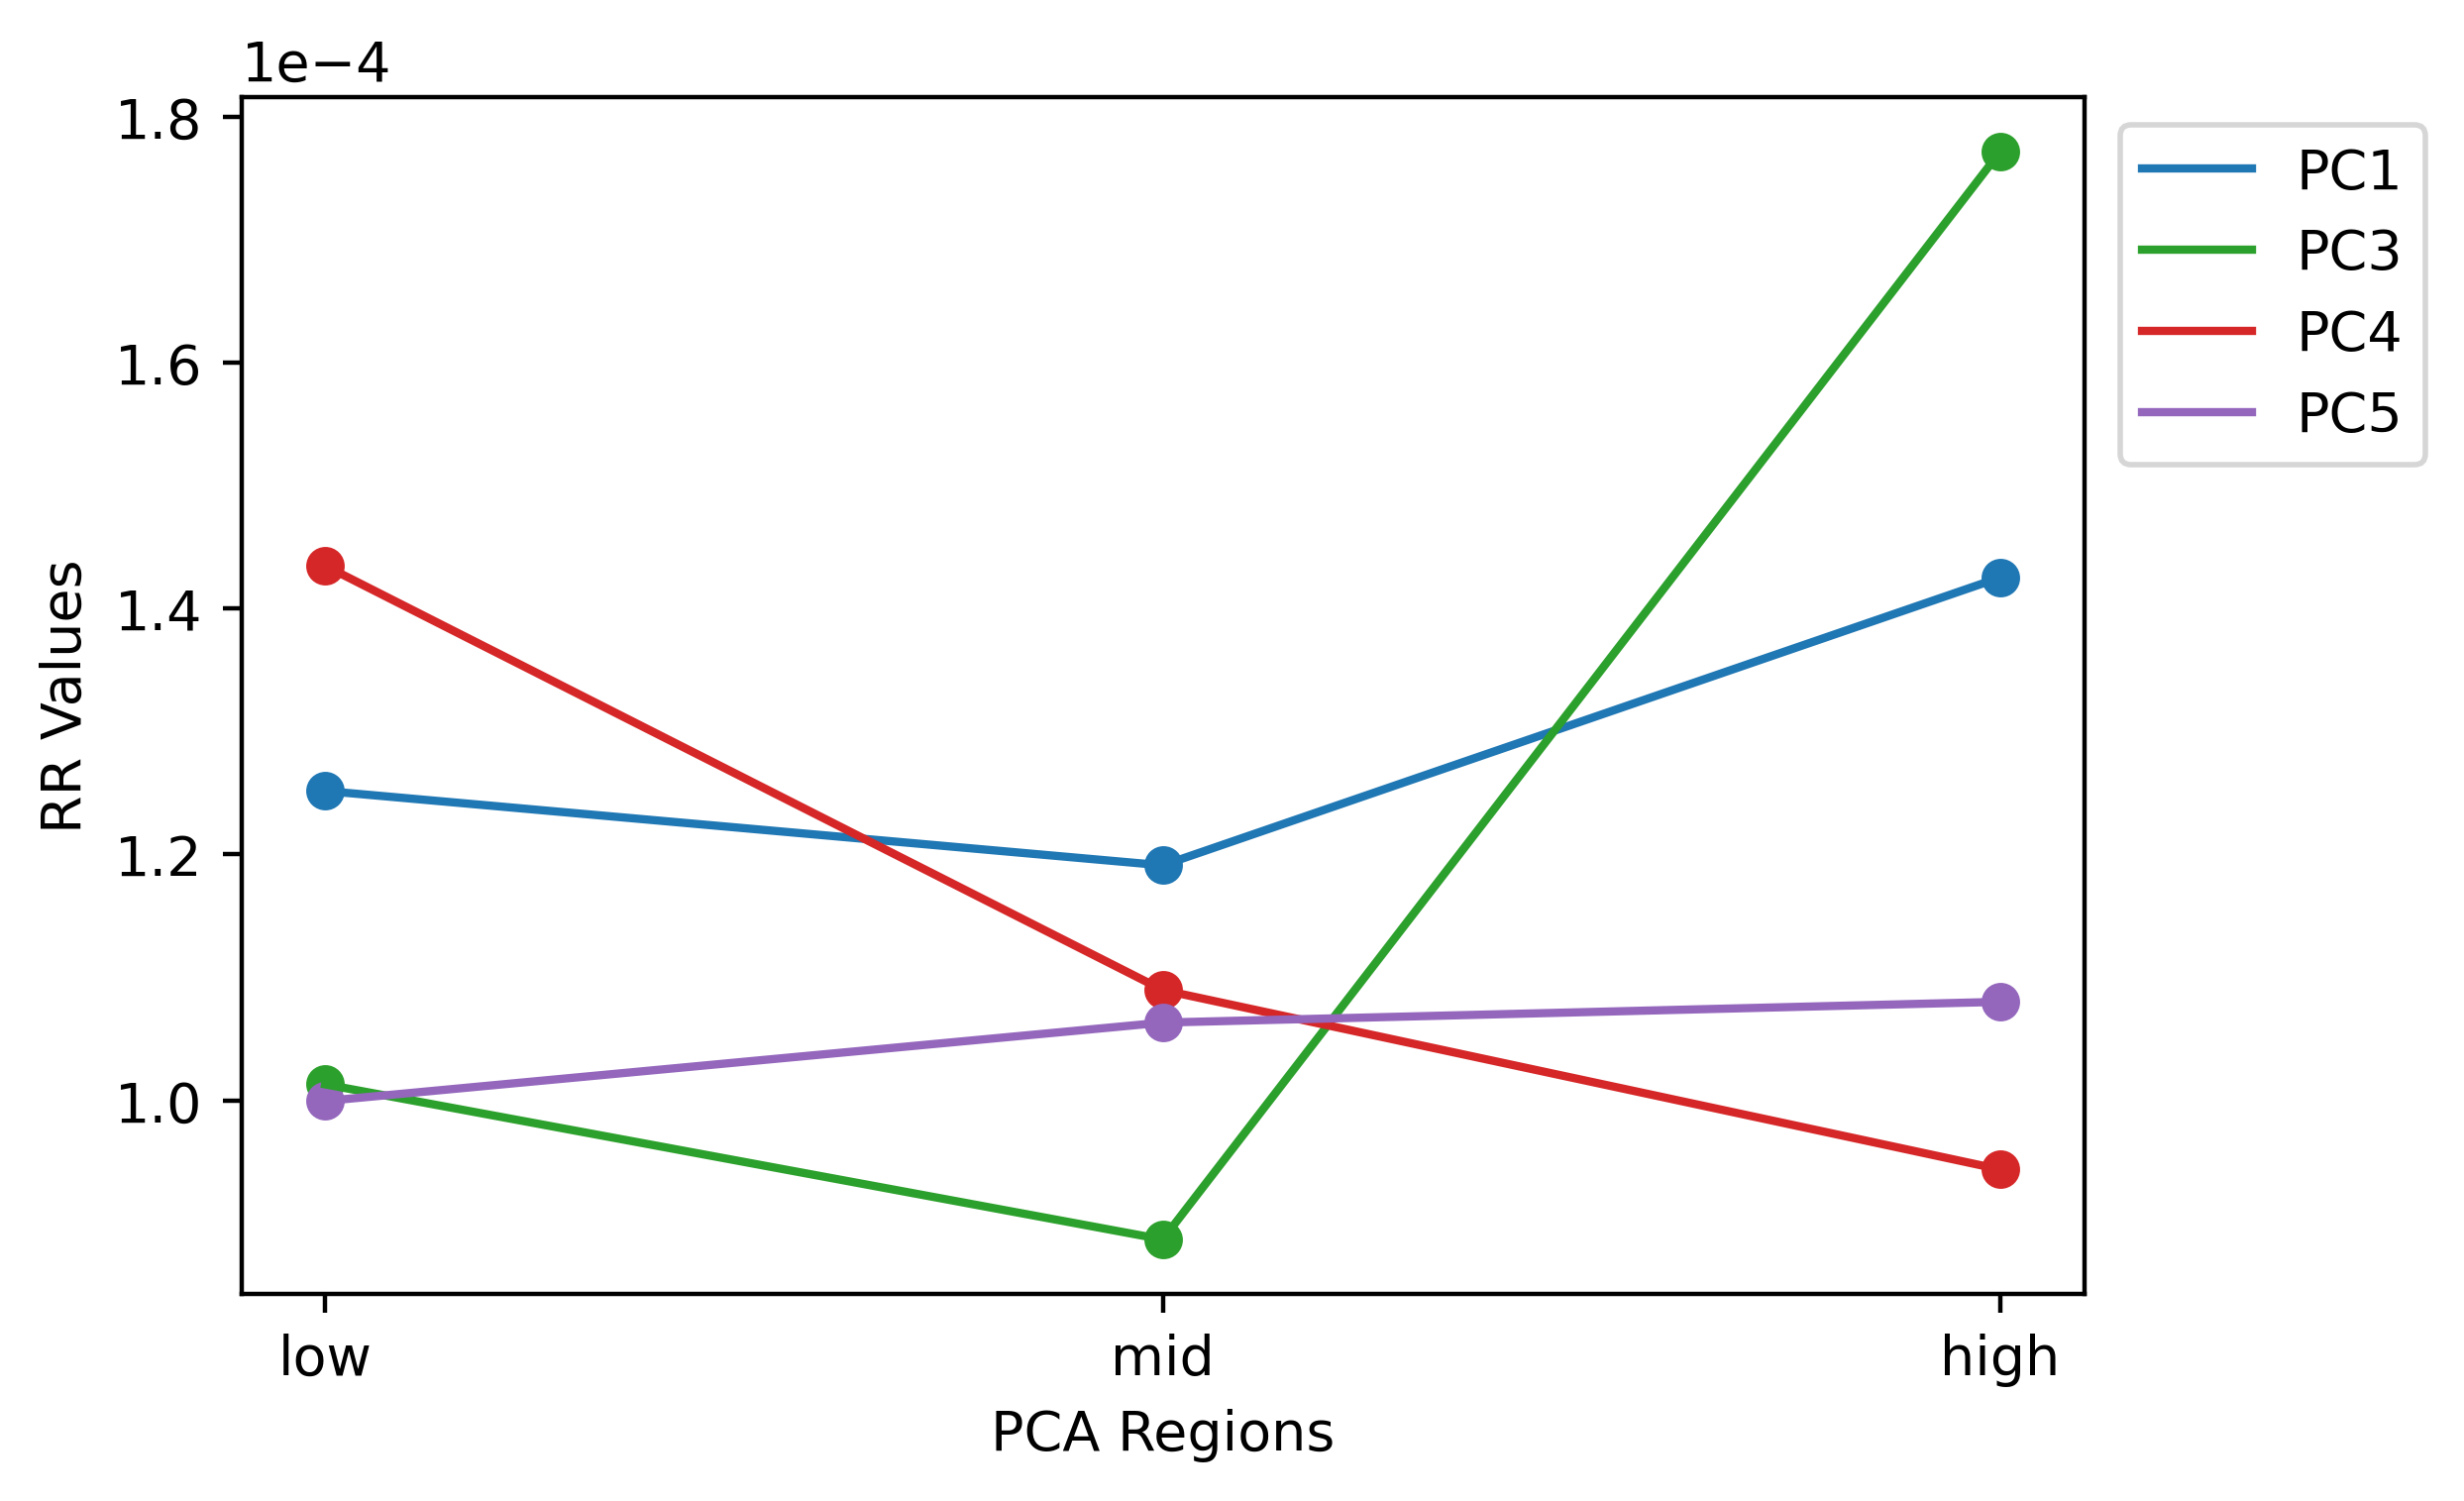 1e−4
1.8
1.6
1.4
1.2
1.0
RR Values
low
mid
high
PCA Regions
PC1
PC3
PC4
PC5